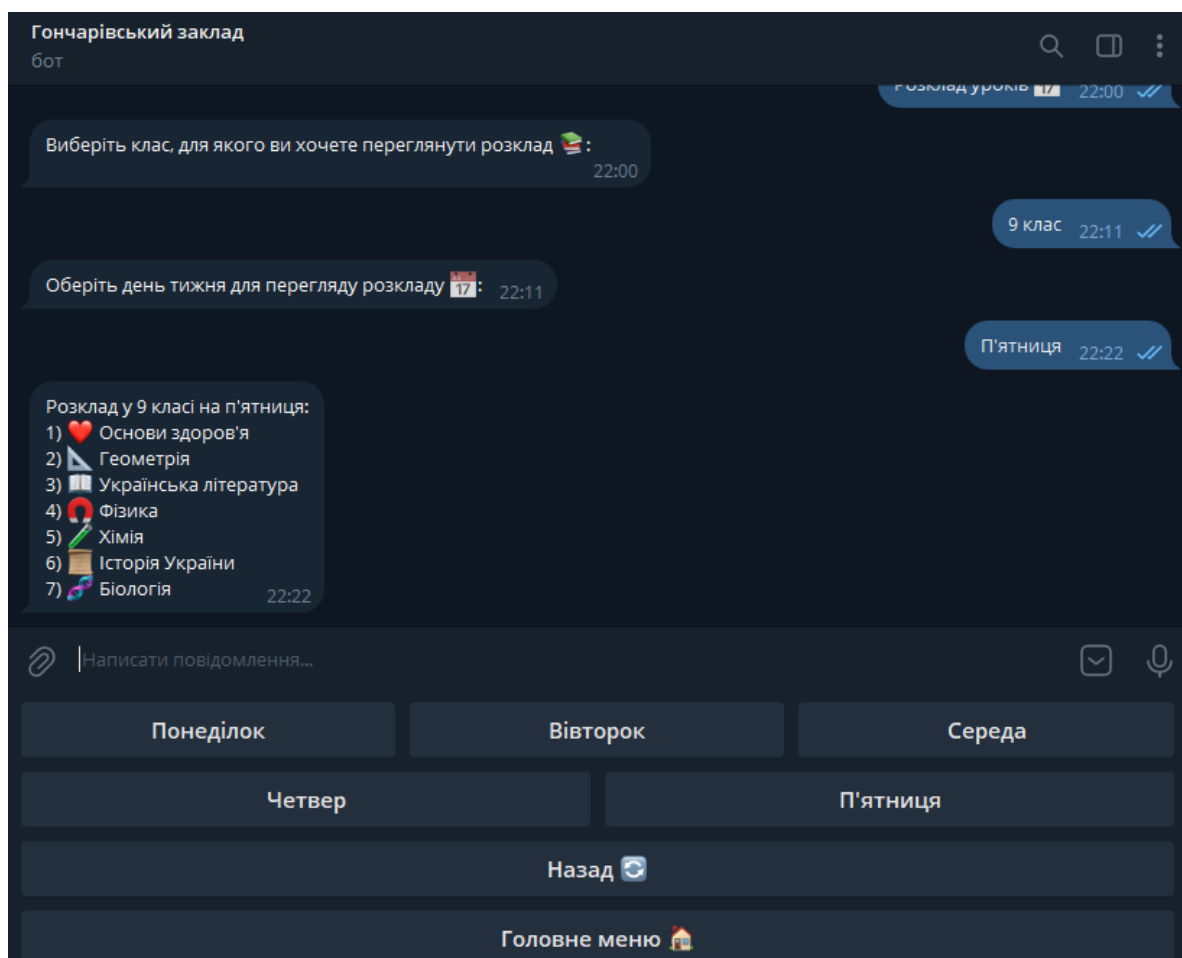 Гончарівський заклад
бот
Розклад уроків 📅 22:00
Виберіть клас, для якого ви хочете переглянути розклад 📚:
22:00
9 клас 22:11
Оберіть день тижня для перегляду розкладу 📅: 22:11
П'ятниця 22:22
Розклад у 9 класі на п'ятниця:
1) ❤️ Основи здоров'я
2) 📐 Геометрія
3) 📖 Українська література
4) 🧲 Фізика
5) 🧪 Хімія
6) 📜 Історія України
7) 🧬 Біологія
22:22
Написати повідомлення...
Понеділок Вівторок Середа
Четвер П'ятниця
Назад 🔄
Головне меню 🏠